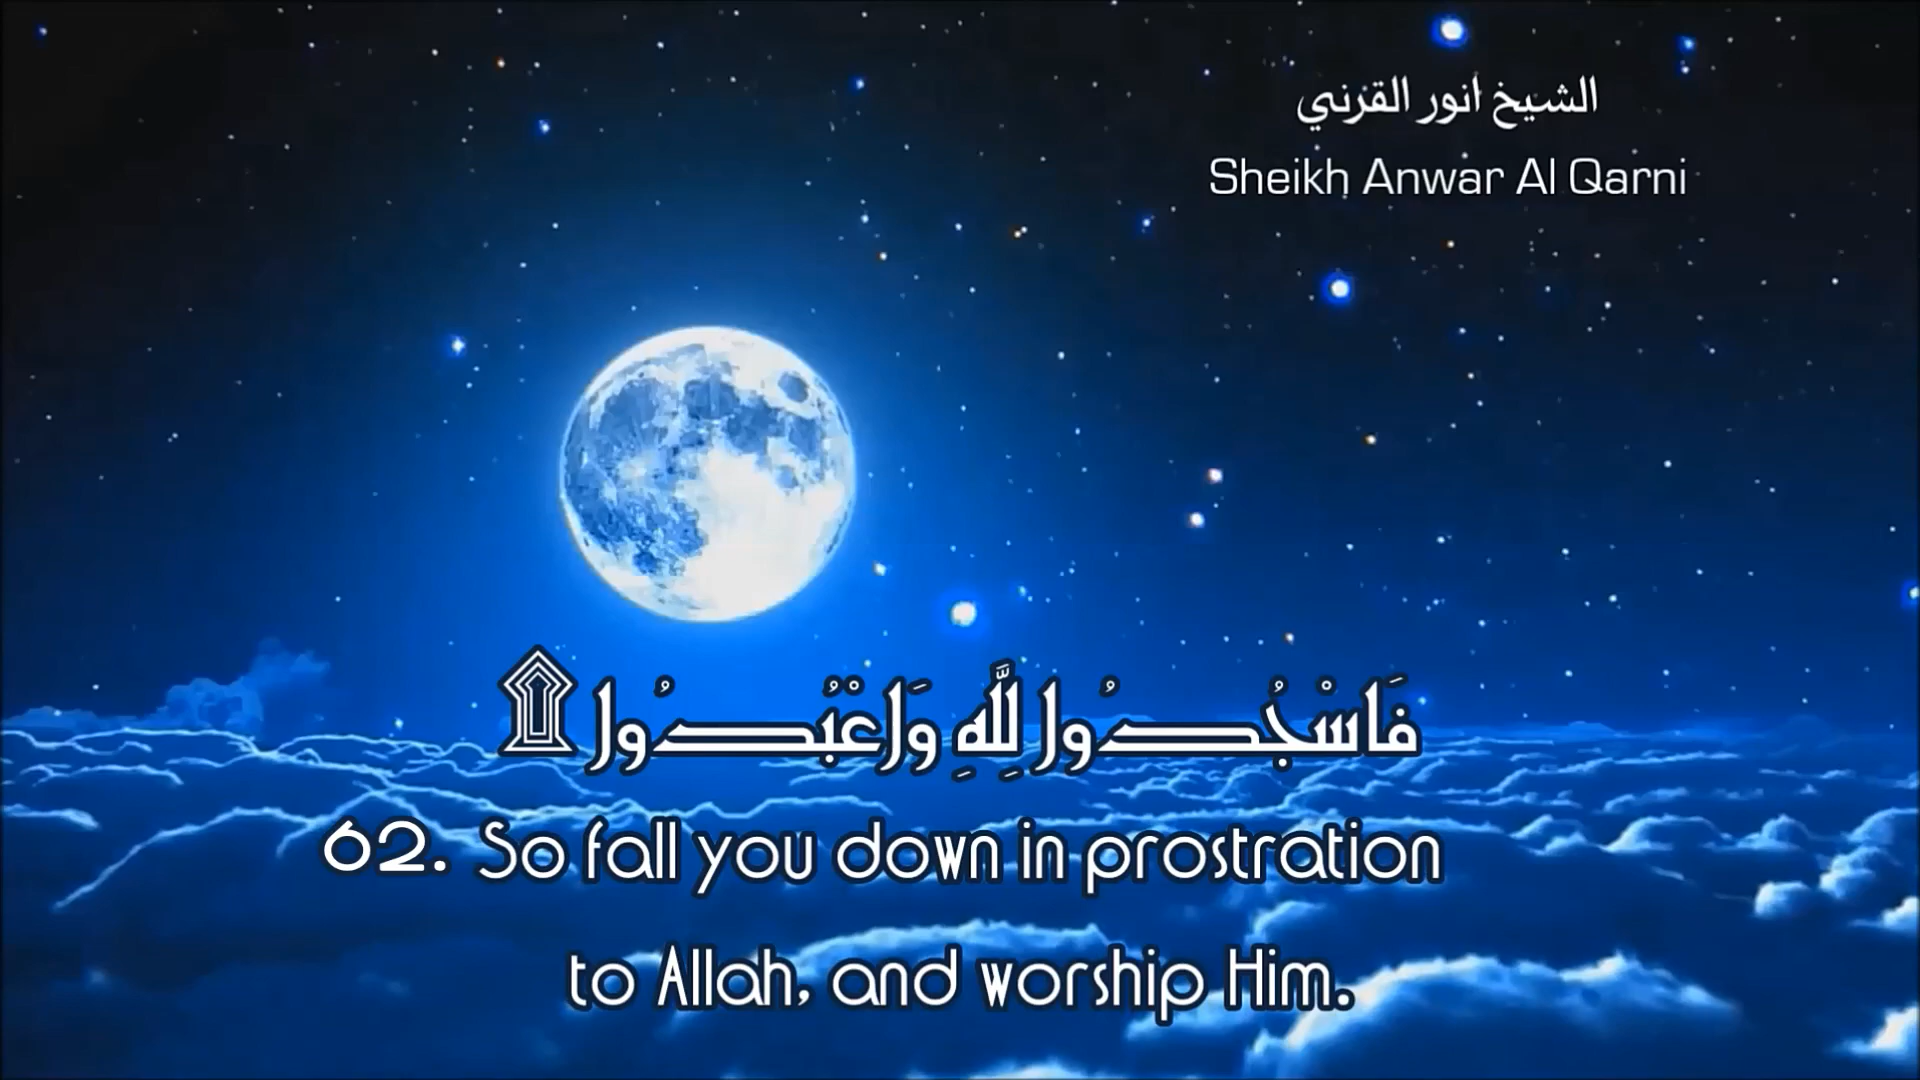 الشيخ أنور القرني
Sheikh Anwar Al Qarni
فَاسْجُدُوا لِلَّهِ وَاعْبُدُوا ۩
62. So fall you down in prostration
to Allah, and worship Him.